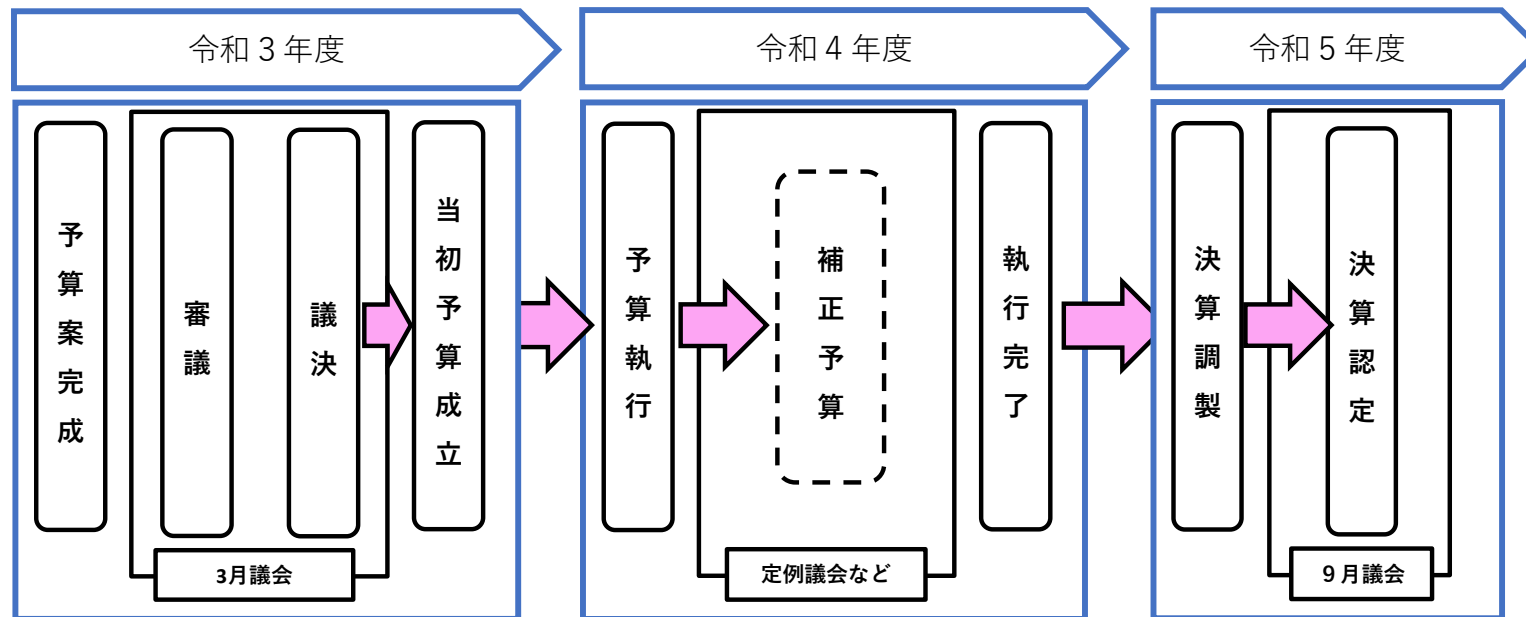 令和３年度
令和４年度
令和５年度
予算案完成
審議
議決
3月議会
当初予算成立
予算執行
補正予算
定例議会など
執行完了
決算調製
決算認定
９月議会